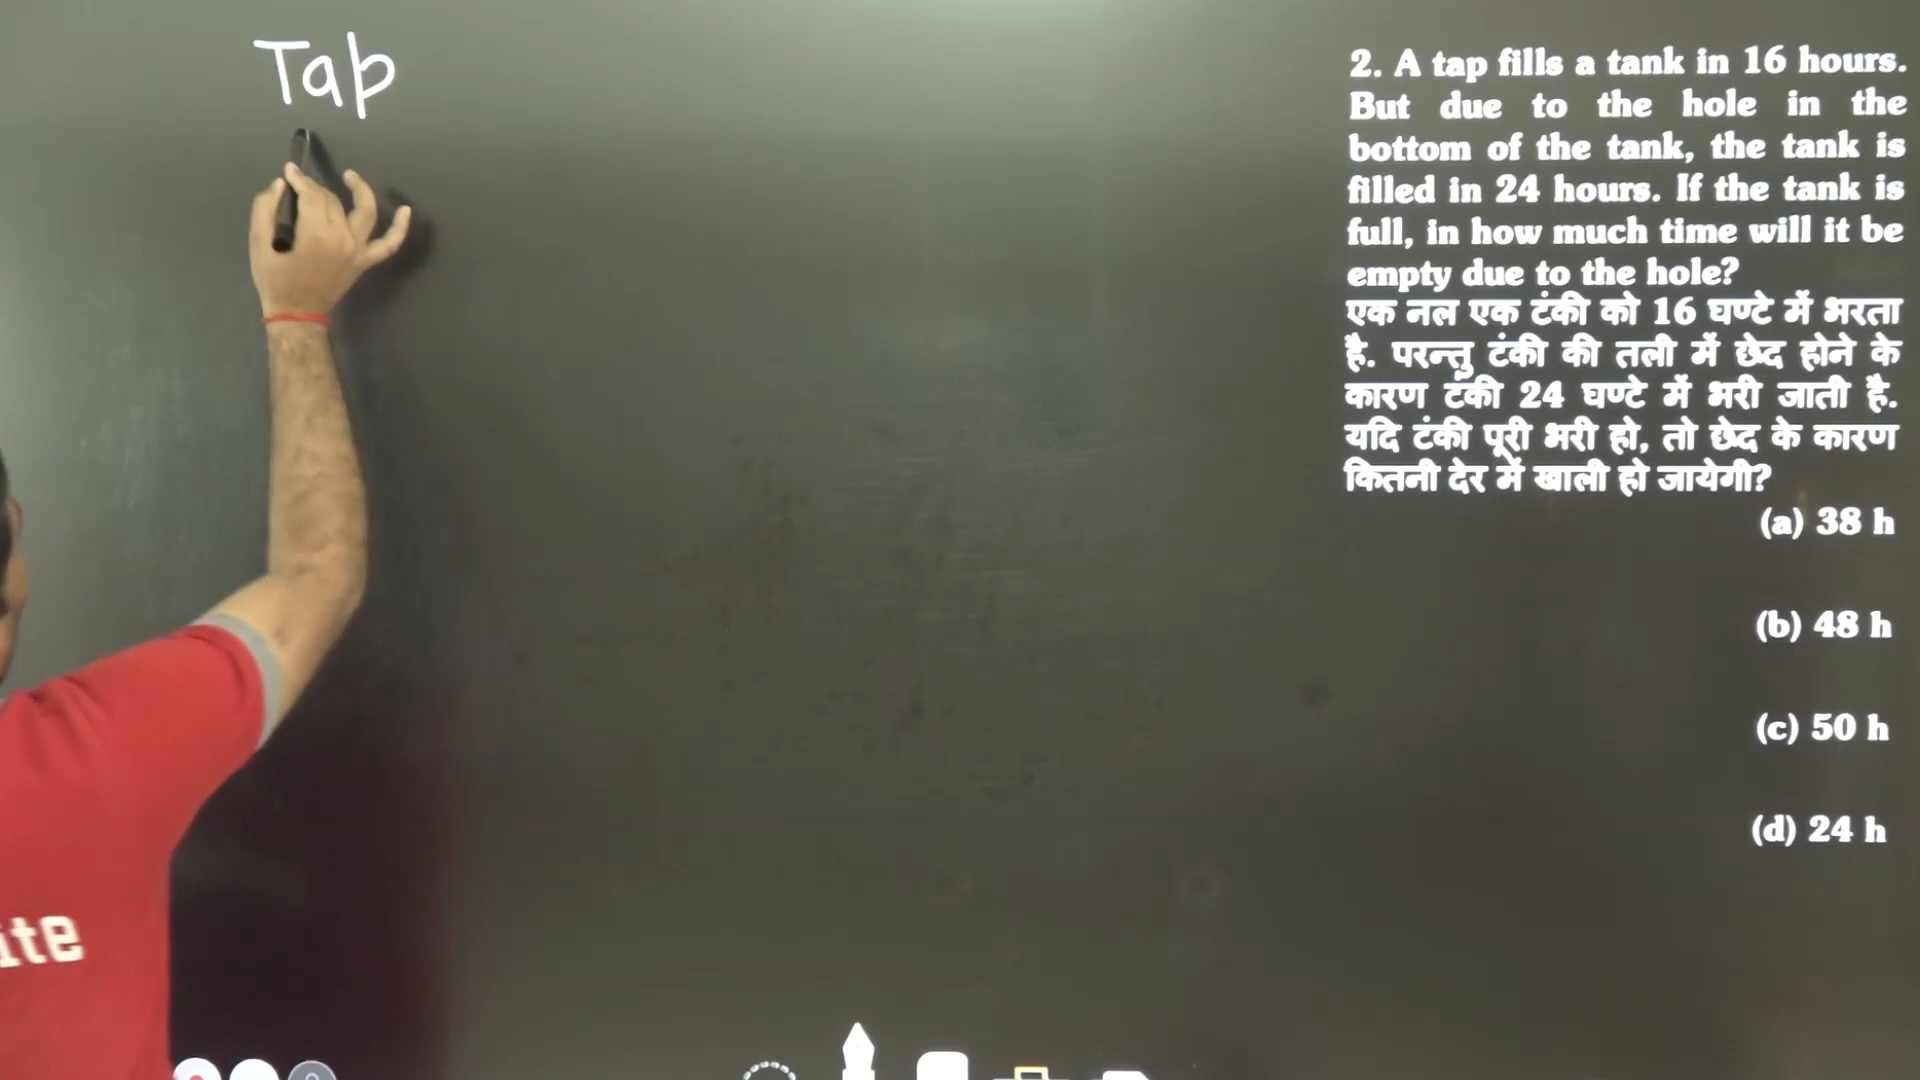 Tap
2. A tap fills a tank in 16 hours.
But due to the hole in the
bottom of the tank, the tank is
filled in 24 hours. If the tank is
full, in how much time will it be
empty due to the hole?
एक नल एक टंकी को 16 घण्टे में भरता
है. परन्तु टंकी की तली में छेद होने के
कारण टंकी 24 घण्टे में भरी जाती है.
यदि टंकी पूरी भरी हो, तो छेद के कारण
कितनी देर में खाली हो जायेगी?
(a) 38 h
(b) 48 h
(c) 50 h
(d) 24 h
ite